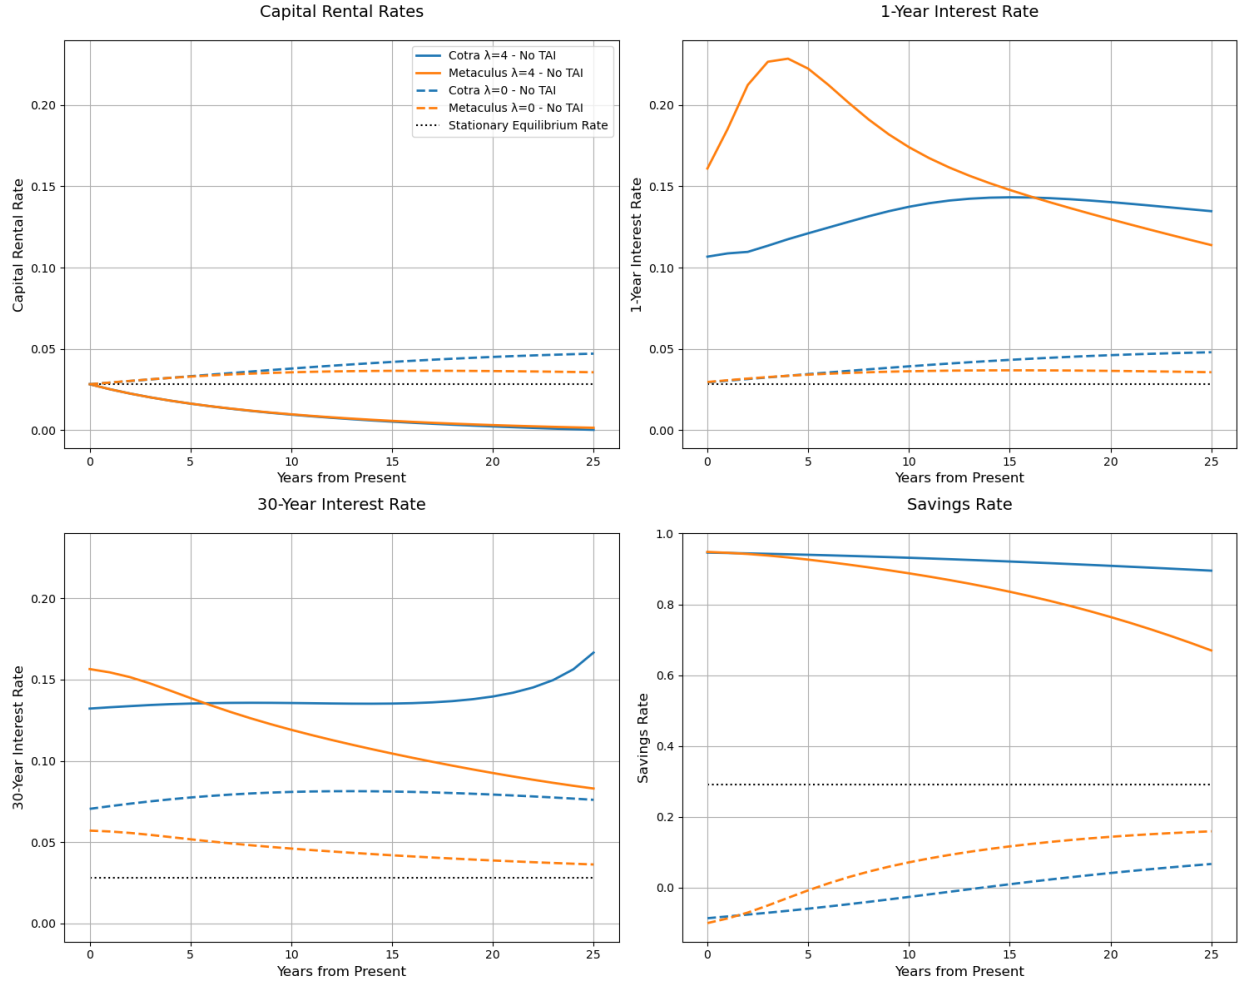 Capital Rental Rates
Capital Rental Rate
0.20
0.15
0.10
0.05
0.00
Cotra λ=4 - No TAI
Metaculus λ=4 - No TAI
Cotra λ=0 - No TAI
Metaculus λ=0 - No TAI
Stationary Equilibrium Rate
0 5 10 15 20 25
Years from Present
1-Year Interest Rate
1-Year Interest Rate
0.20
0.15
0.10
0.05
0.00
0 5 10 15 20 25
Years from Present
30-Year Interest Rate
30-Year Interest Rate
0.20
0.15
0.10
0.05
0.00
0 5 10 15 20 25
Years from Present
Savings Rate
Savings Rate
1.0
0.8
0.6
0.4
0.2
0.0
0 5 10 15 20 25
Years from Present